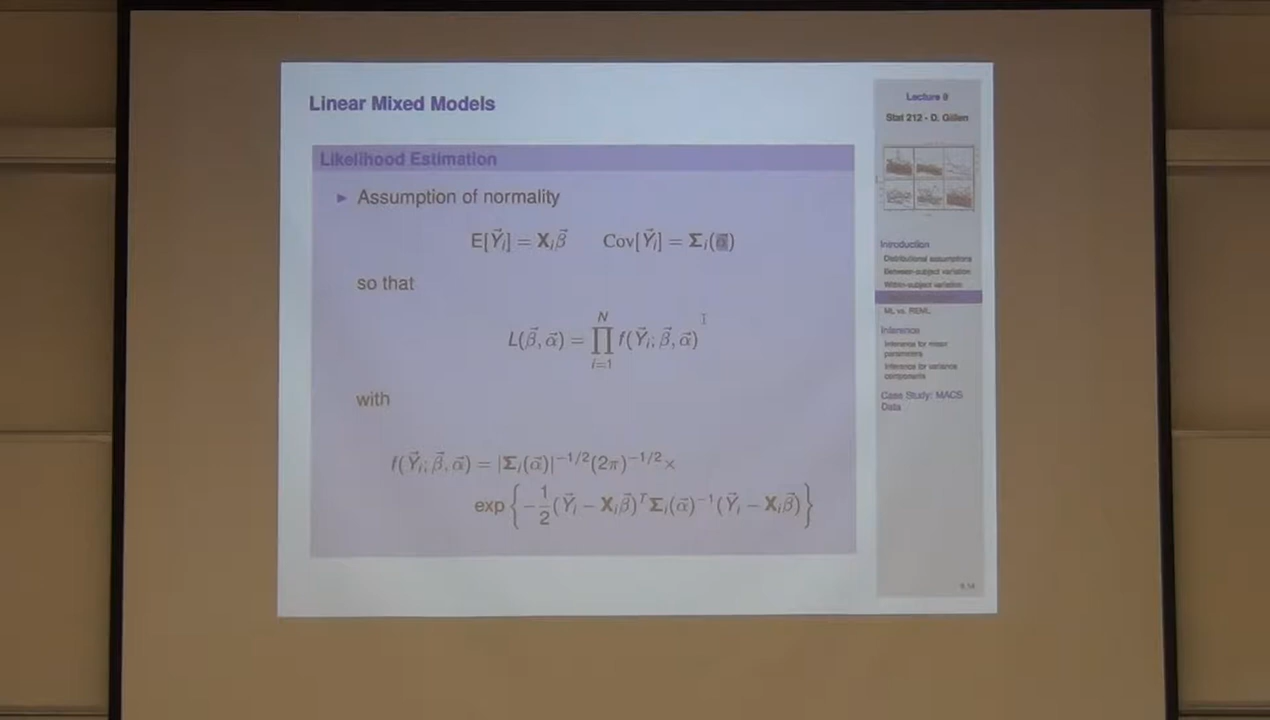 Linear Mixed Models
Likelihood Estimation
► Assumption of normality
E[Y⃗ᵢ] = Xᵢβ⃗ Cov[Y⃗ᵢ] = Σᵢ(α⃗)
so that
L(β⃗, α⃗) = ∏ᵢ₌₁ᴺ f(Y⃗ᵢ; β⃗, α⃗)
with
f(Y⃗ᵢ; β⃗, α⃗) = |Σᵢ(α⃗)|^{-1/2}(2π)^{-1/2}×
exp{-1/2(Y⃗ᵢ − Xᵢβ⃗)ᵀΣᵢ(α⃗)⁻¹(Y⃗ᵢ − Xᵢβ⃗)}
Lecture 9
Stat 212 - D. Gillen
Introduction
Distributional assumptions
Between-subject variation
Within-subject variation
ML vs. REML
Inference
Inference for mean
parameters
Inference for variance
components
Case Study: MACS
Data